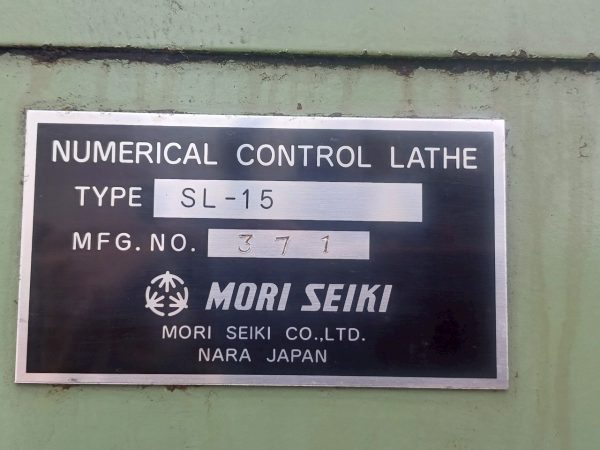 NUMERICAL CONTROL LATHE
TYPE SL-15
MFG. NO. 371
MORI SEIKI
MORI SEIKI CO.,LTD.
NARA JAPAN